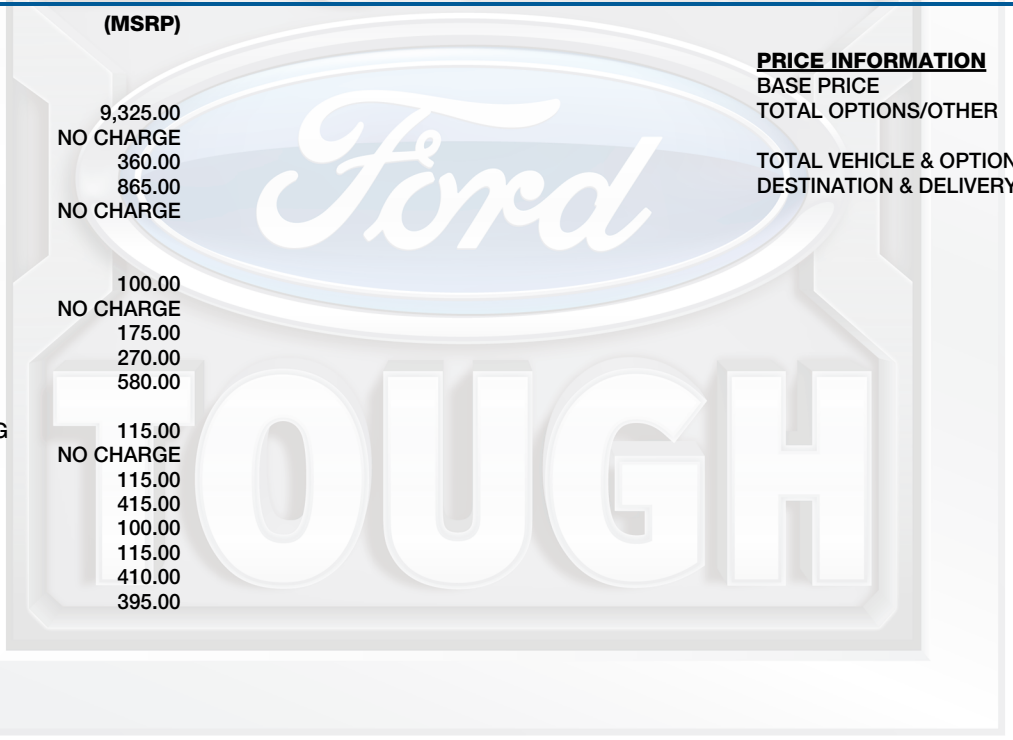 (MSRP)
9,325.00
NO CHARGE
360.00
865.00
NO CHARGE
100.00
NO CHARGE
175.00
270.00
580.00
G 115.00
NO CHARGE
115.00
415.00
100.00
115.00
410.00
395.00
PRICE INFORMATION
BASE PRICE
TOTAL OPTIONS/OTHER
TOTAL VEHICLE & OPTION
DESTINATION & DELIVERY
Ford
TOUGH